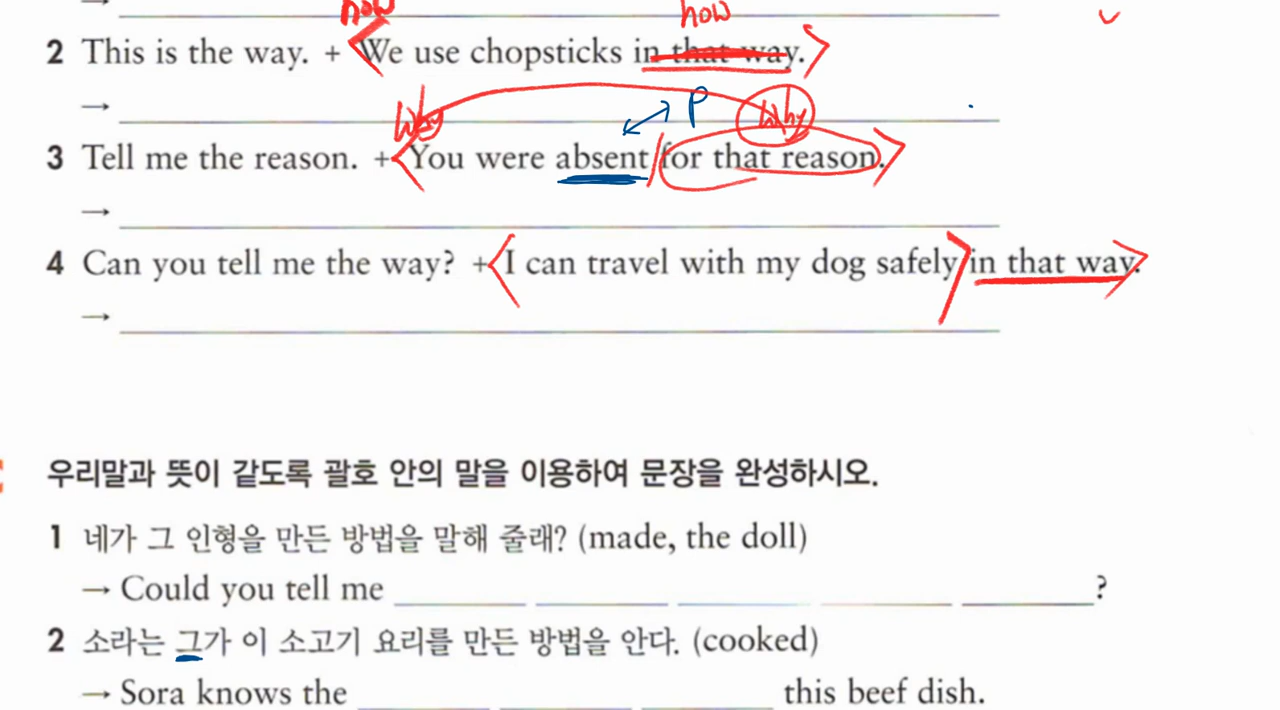 how how
2 This is the way. + We use chopsticks in that way.
→
why P why
3 Tell me the reason. + You were absent for that reason.
→
4 Can you tell me the way? + I can travel with my dog safely in that way.
→
우리말과 뜻이 같도록 괄호 안의 말을 이용하여 문장을 완성하시오.
1 네가 그 인형을 만든 방법을 말해 줄래? (made, the doll)
→ Could you tell me ?
2 소라는 그가 이 소고기 요리를 만든 방법을 안다. (cooked)
→ Sora knows the this beef dish.